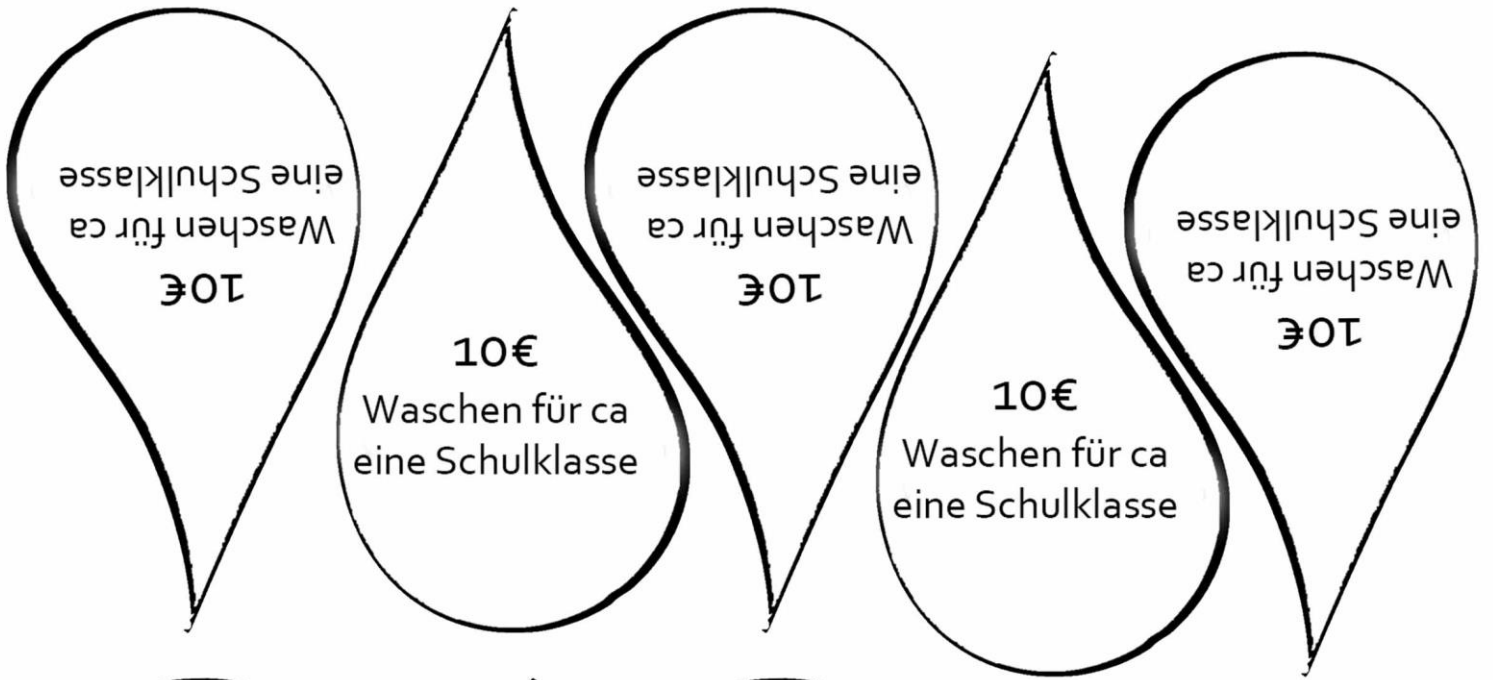 10€
Waschen für ca
eine Schulklasse
10€
Waschen für ca
eine Schulklasse
10€
Waschen für ca
eine Schulklasse
10€
Waschen für ca
eine Schulklasse
10€
Waschen für ca
eine Schulklasse